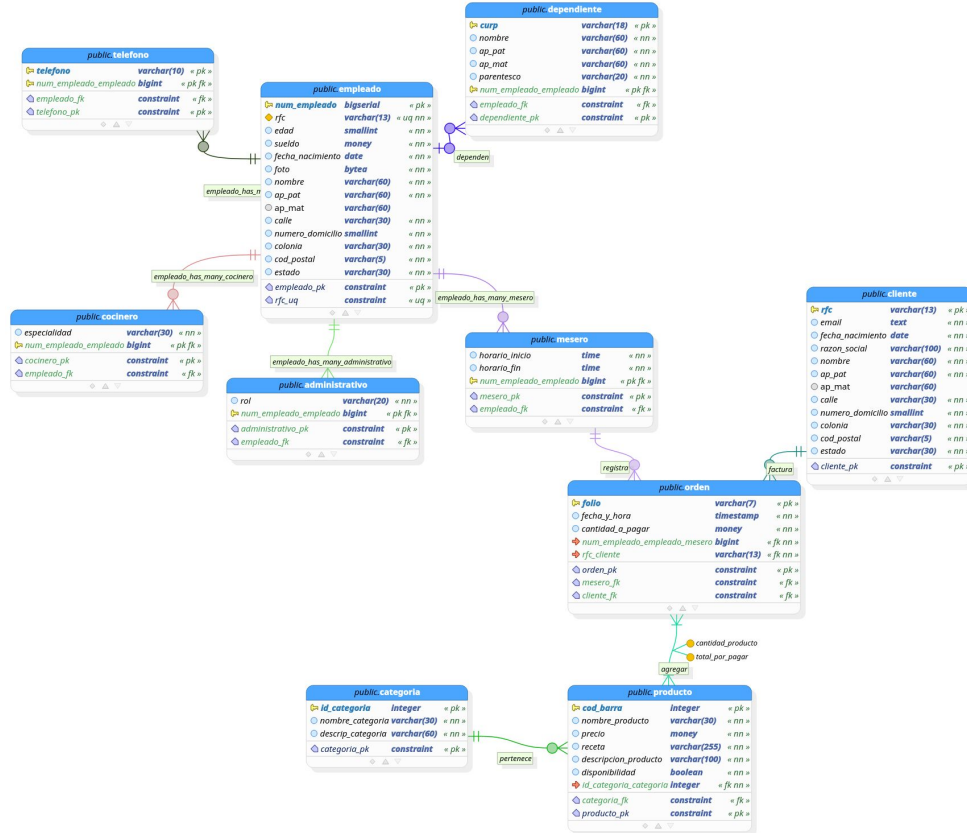 public.dependiente
curp varchar(18) « pk »
nombre varchar(60) « nn »
ap_pat varchar(60) « nn »
ap_mat varchar(60) « nn »
parentesco varchar(20) « nn »
num_empleado_empleado bigint « pk fk »
empleado_fk constraint « fk »
dependiente_pk constraint « pk »
public.telefono
telefono varchar(10) « pk »
num_empleado_empleado bigint « pk fk »
empleado_fk constraint « fk »
telefono_pk constraint « pk »
public.empleado
num_empleado bigserial « pk »
rfc varchar(13) « uq nn »
edad smallint « nn »
sueldo money « nn »
fecha_nacimiento date « nn »
foto bytea « nn »
nombre varchar(60) « nn »
ap_pat varchar(60) « nn »
ap_mat varchar(60)
calle varchar(30) « nn »
numero_domicilio smallint « nn »
colonia varchar(30) « nn »
cod_postal varchar(5) « nn »
estado varchar(30) « nn »
empleado_pk constraint « pk »
rfc_uq constraint « uq »
dependen
empleado_has_m
empleado_has_many_cocinero
empleado_has_many_mesero
empleado_has_many_administrativo
public.cocinero
especialidad varchar(30) « nn »
num_empleado_empleado bigint « pk fk »
cocinero_pk constraint « pk »
empleado_fk constraint « fk »
public.administrativo
rol varchar(20) « nn »
num_empleado_empleado bigint « pk fk »
administrativo_pk constraint « pk »
empleado_fk constraint « fk »
public.mesero
horario_inicio time « nn »
horario_fin time « nn »
num_empleado_empleado bigint « pk fk »
mesero_pk constraint « pk »
empleado_fk constraint « fk »
public.cliente
rfc varchar(13) « pk
email text « nn
fecha_nacimiento date « nn
razon_social varchar(100) « nn
nombre varchar(60) « nn
ap_pat varchar(60) « nn
ap_mat varchar(60)
calle varchar(30) « nn
numero_domicilio smallint « nn
colonia varchar(30) « nn
cod_postal varchar(5) « nn
estado varchar(30) « nn
cliente_pk constraint « pk
registra
factura
public.orden
folio varchar(7) « pk »
fecha_y_hora timestamp « nn »
cantidad_a_pagar money « nn »
num_empleado_empleado_mesero bigint « fk nn »
rfc_cliente varchar(13) « fk nn »
orden_pk constraint « pk »
mesero_fk constraint « fk »
cliente_fk constraint « fk »
cantidad_producto
total_por_pagar
agregar
public.categoria
id_categoria integer « pk »
nombre_categoria varchar(30) « nn »
descrip_categoria varchar(60) « nn »
categoria_pk constraint « pk »
pertenece
public.producto
cod_barra integer « pk »
nombre_producto varchar(30) « nn »
precio money « nn »
receta varchar(255) « nn »
descripcion_producto varchar(100) « nn »
disponibilidad boolean « nn »
id_categoria_categoria integer « fk nn »
categoria_fk constraint « fk »
producto_pk constraint « pk »